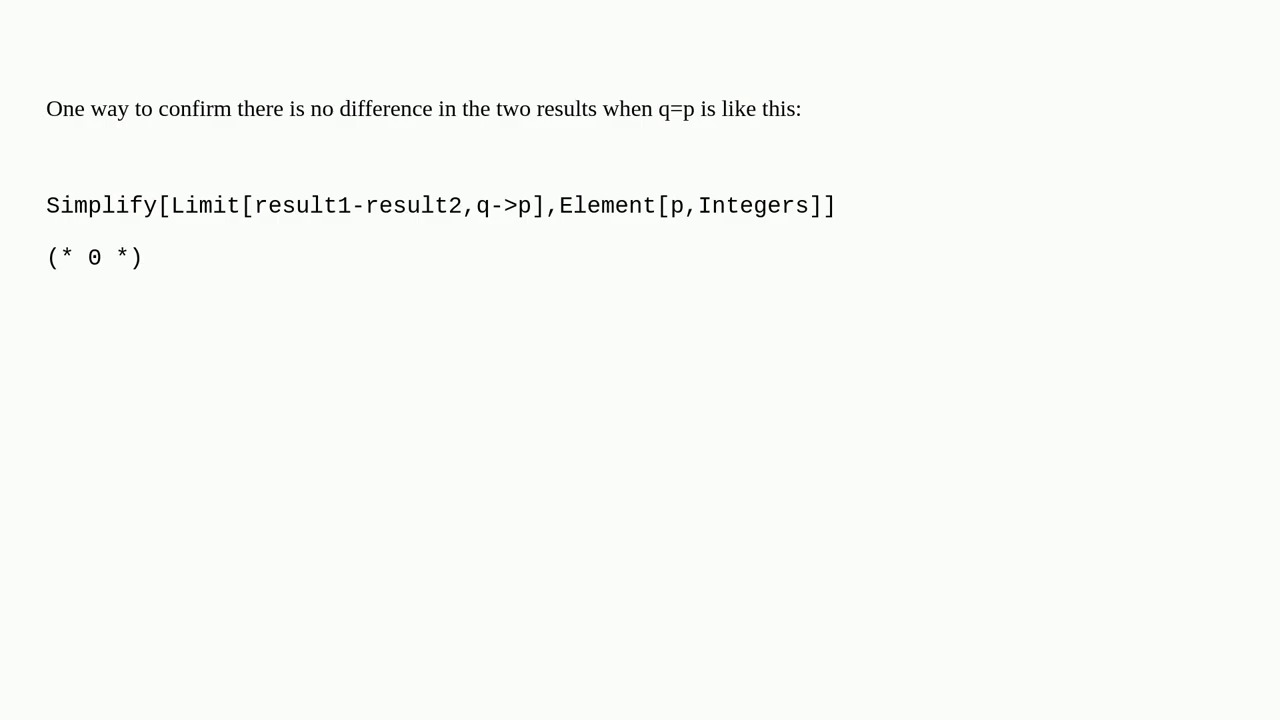 One way to confirm there is no difference in the two results when q=p is like this:
Simplify[Limit[result1-result2,q->p],Element[p,Integers]]
(* 0 *)